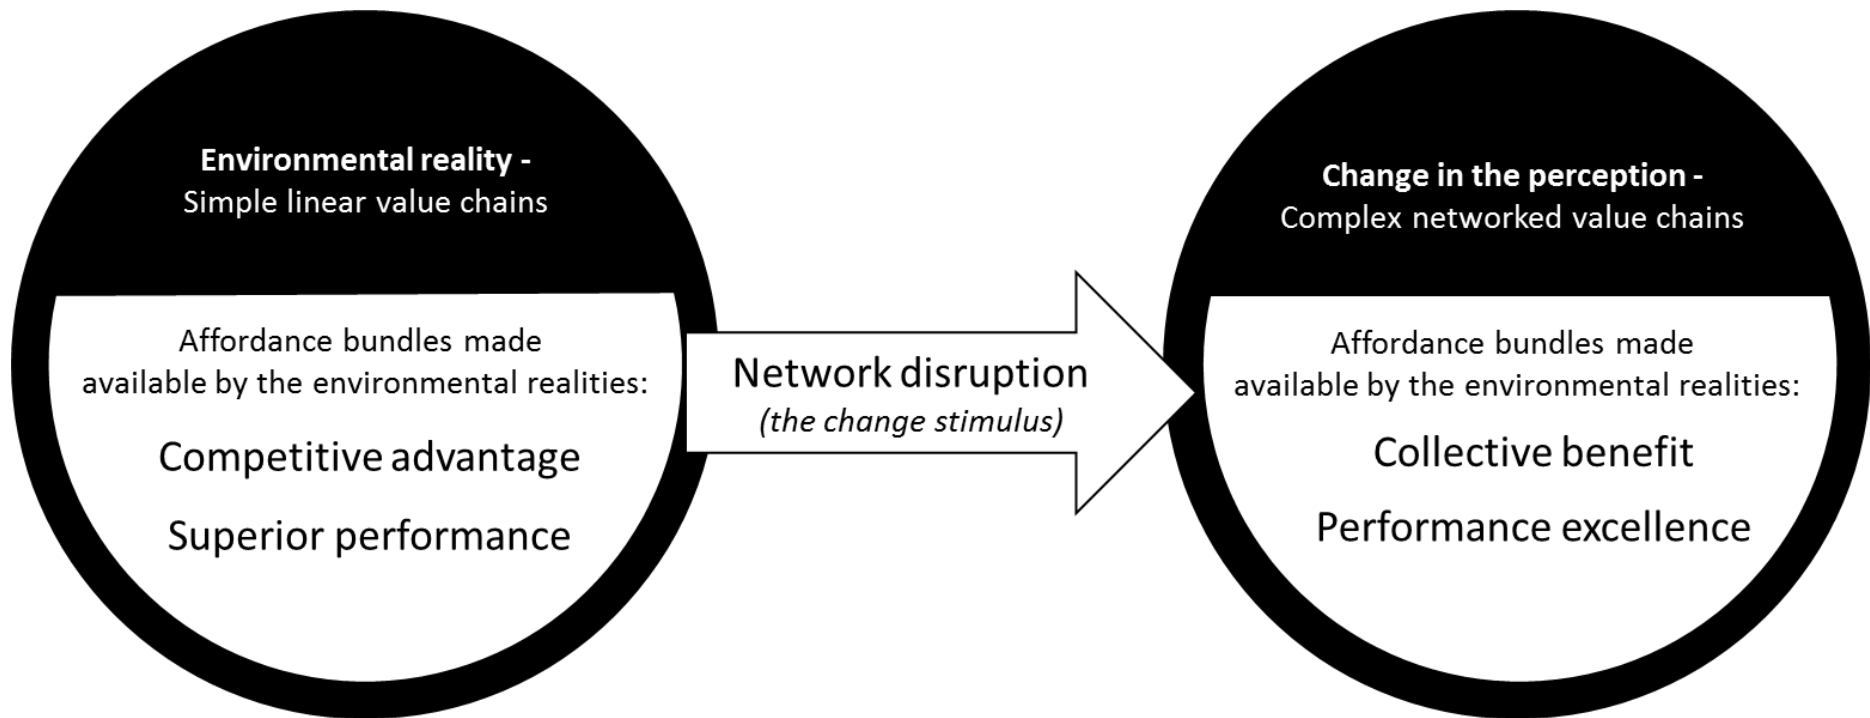 Environmental reality -
Simple linear value chains
Affordance bundles made
available by the environmental realities:
Competitive advantage
Superior performance
Network disruption
(the change stimulus)
Change in the perception -
Complex networked value chains
Affordance bundles made
available by the environmental realities:
Collective benefit
Performance excellence